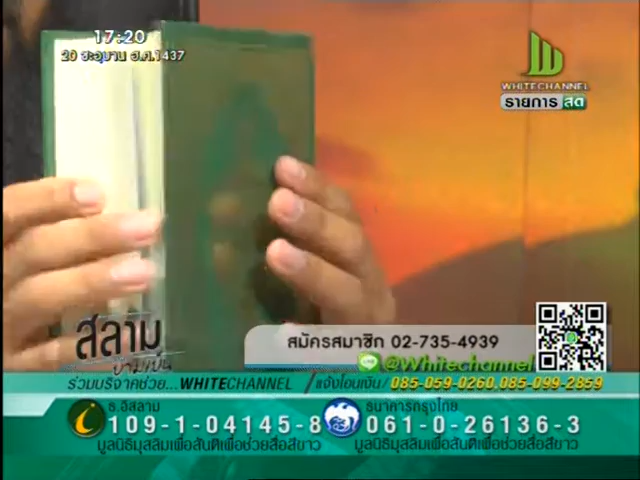 17:20
20 ชะอฺบาน ฮ.ศ.1437
WHITECHANNEL
รายการ สด
สลาม
ยามเย็น
สมัครสมาชิก 02-735-4939
LINE @Whitechannel
ร่วมบริจาคช่วย...WHITECHANNEL / แจ้งโอนเงิน / 085-059-0260,085-099-2859
ธ.อิสลาม
109-1-04145-8
มูลนิธิมุสลิมเพื่อสันติเพื่อช่วยสื่อสีขาว
ธนาคารกรุงไทย
061-0-26136-3
มูลนิธิมุสลิมเพื่อสันติเพื่อช่วยสื่อสีขาว